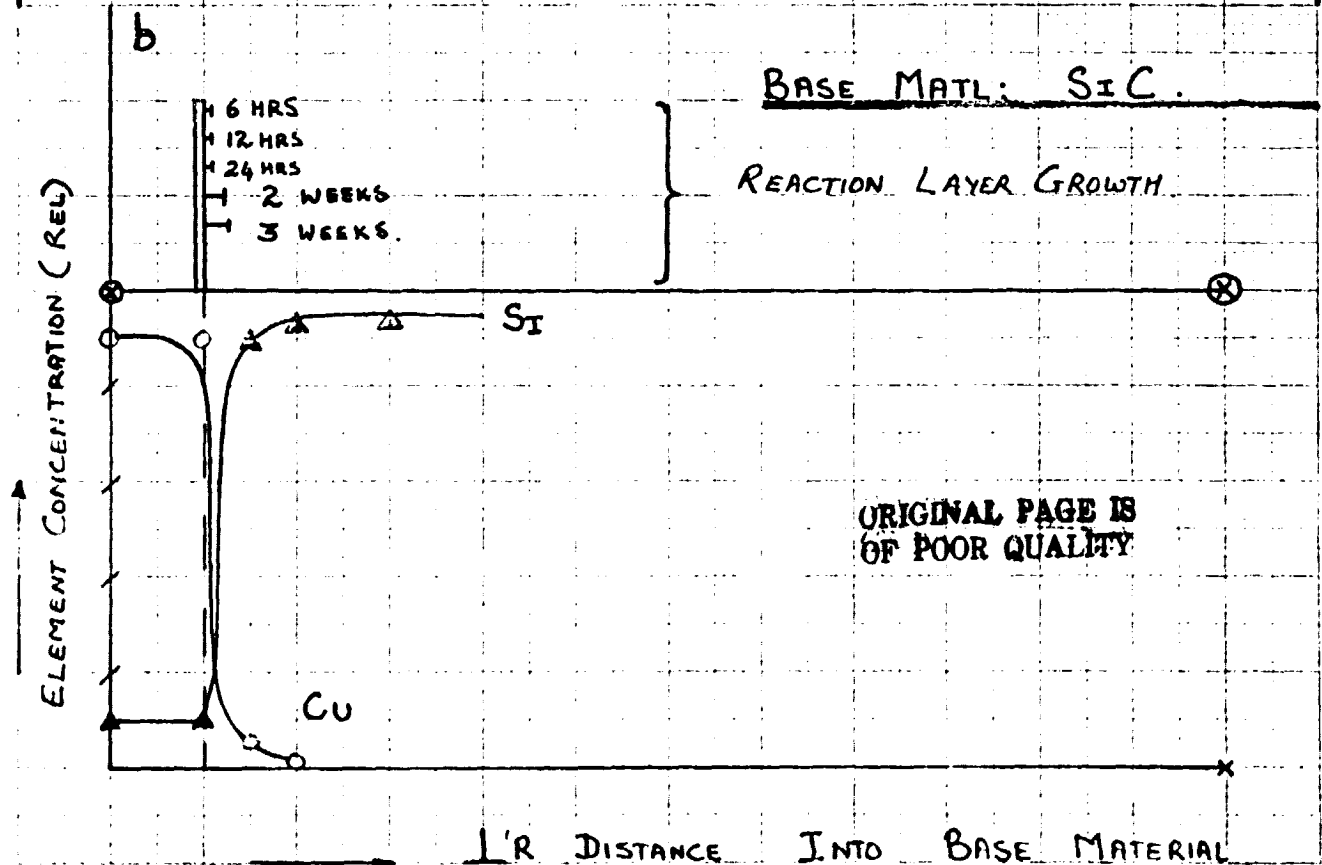 b
BASE MATL: SIC.
6 HRS
12 HRS
24 HRS
2 WEEKS
3 WEEKS.
REACTION LAYER GROWTH
ELEMENT CONCENTRATION (REL)
SI
ORIGINAL PAGE IS
OF POOR QUALITY
CU
⊥'R DISTANCE INTO BASE MATERIAL